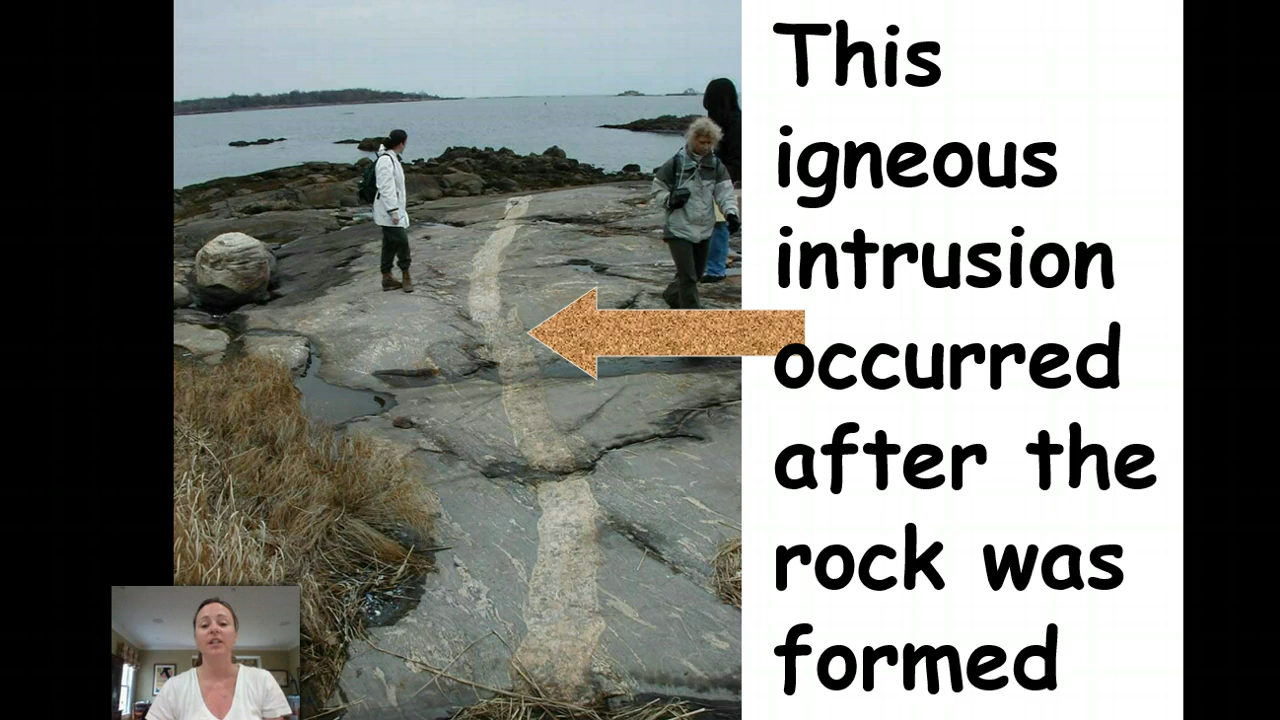 This
igneous
intrusion
occurred
after the
rock was
formed